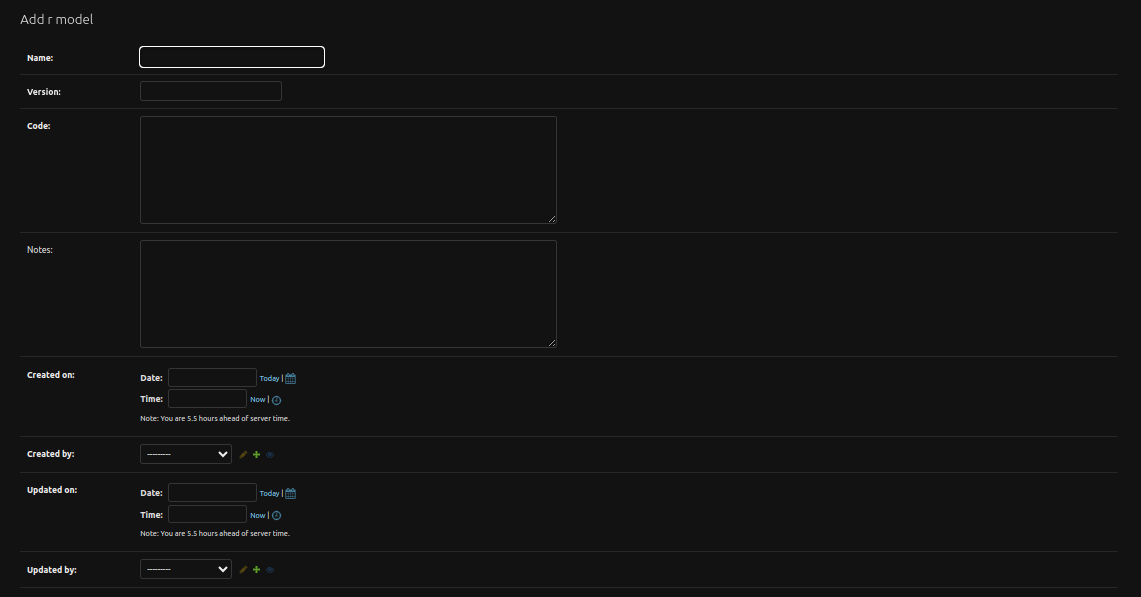 Add r model
Name:
Version:
Code:
Notes:
Created on:
Date: Today |
Time: Now |
Note: You are 5.5 hours ahead of server time.
Created by: ---------
Updated on:
Date: Today |
Time: Now |
Note: You are 5.5 hours ahead of server time.
Updated by: ---------